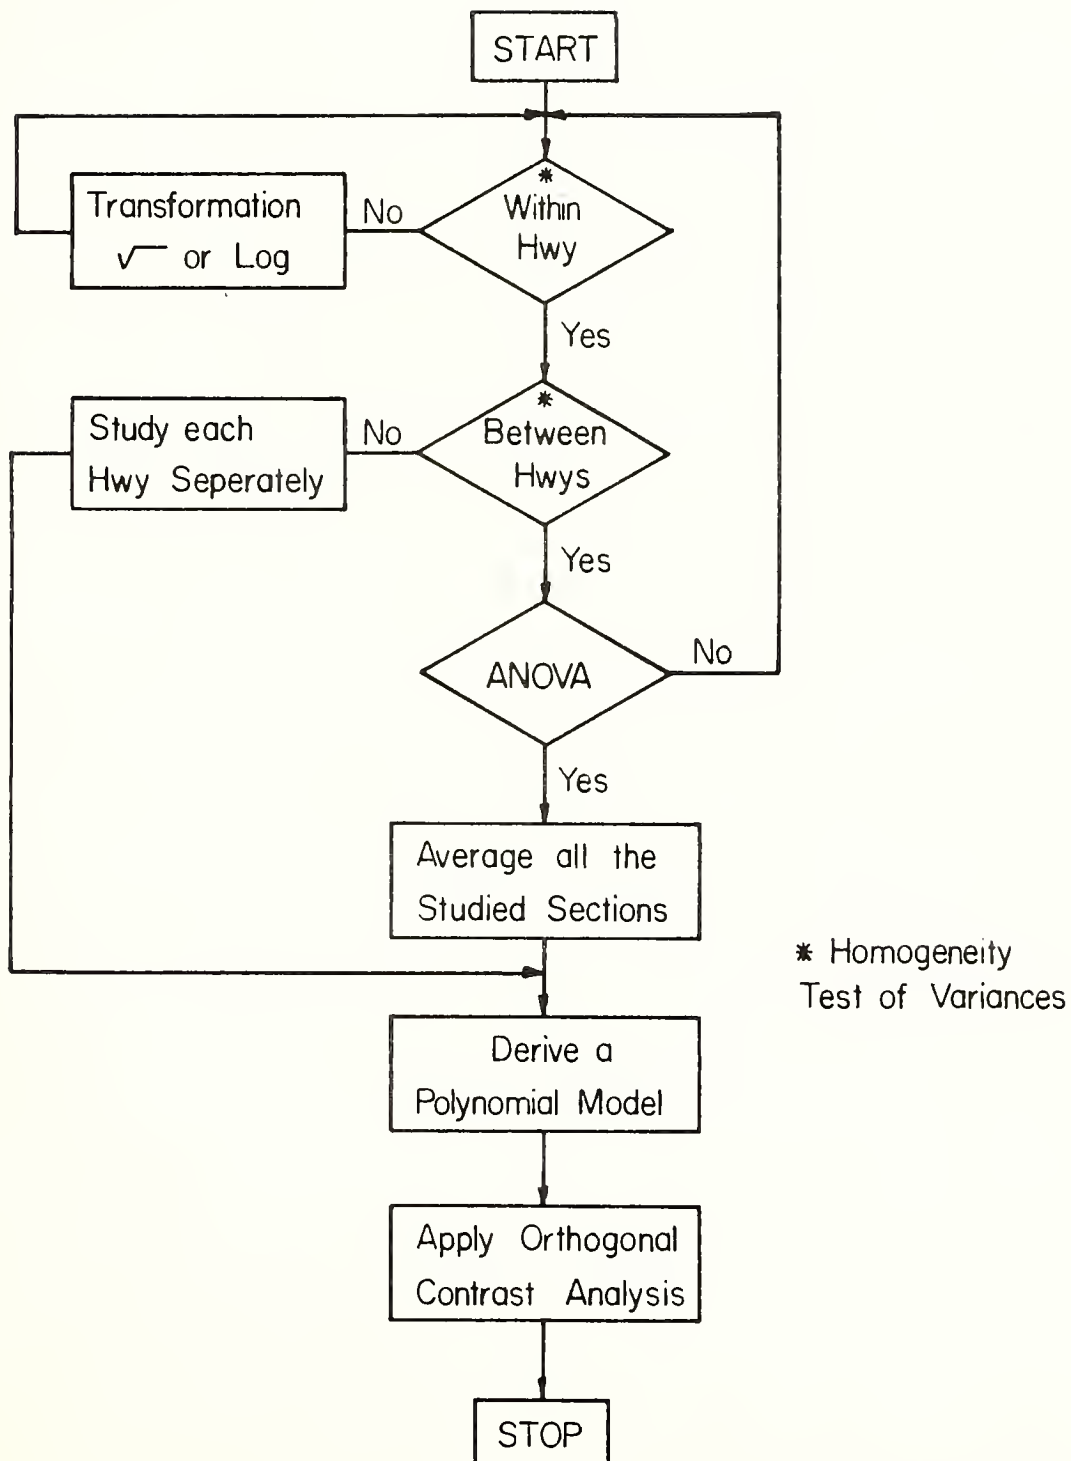 START
*
Within
Hwy
No
Transformation
√ or Log
Yes
*
Between
Hwys
No
Study each
Hwy Seperately
Yes
ANOVA
No
Yes
Average all the
Studied Sections
* Homogeneity
Test of Variances
Derive a
Polynomial Model
Apply Orthogonal
Contrast Analysis
STOP